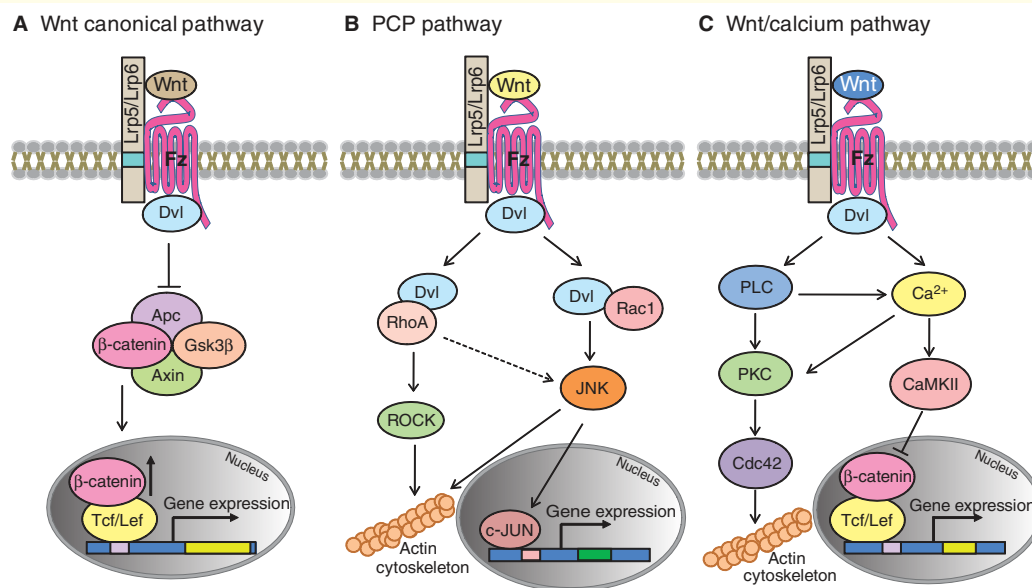 A Wnt canonical pathway
Lrp5/Lrp6
Wnt
Fz
Dvl
Apc
β-catenin
Gsk3β
Axin
Nucleus
β-catenin
Tcf/Lef
Gene expression
B PCP pathway
Lrp5/Lrp6
Wnt
Fz
Dvl
Dvl
RhoA
Dvl
Rac1
JNK
ROCK
Nucleus
c-JUN
Gene expression
Actin
cytoskeleton
C Wnt/calcium pathway
Lrp5/Lrp6
Wnt
Fz
Dvl
PLC
Ca²⁺
PKC
CaMKII
Cdc42
Nucleus
β-catenin
Tcf/Lef
Gene expression
Actin
cytoskeleton